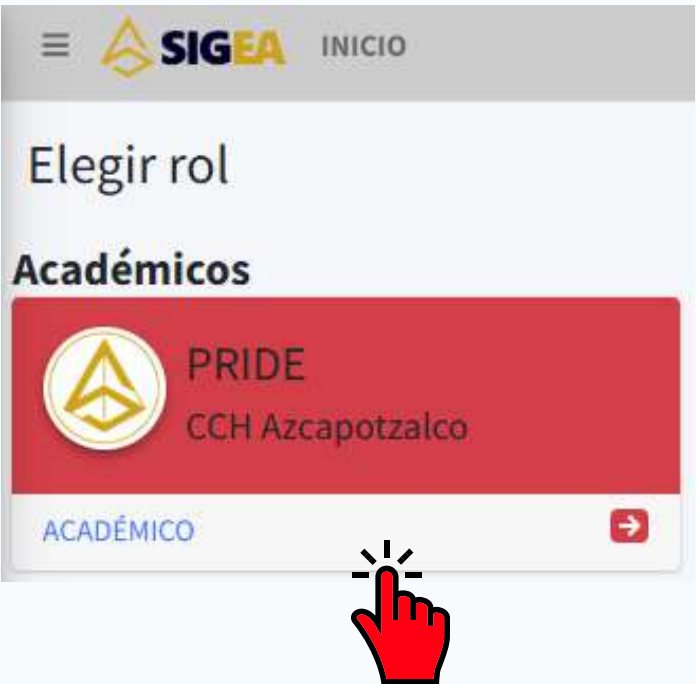 SIGEA INICIO
Elegir rol
Académicos
PRIDE
CCH Azcapotzalco
ACADÉMICO